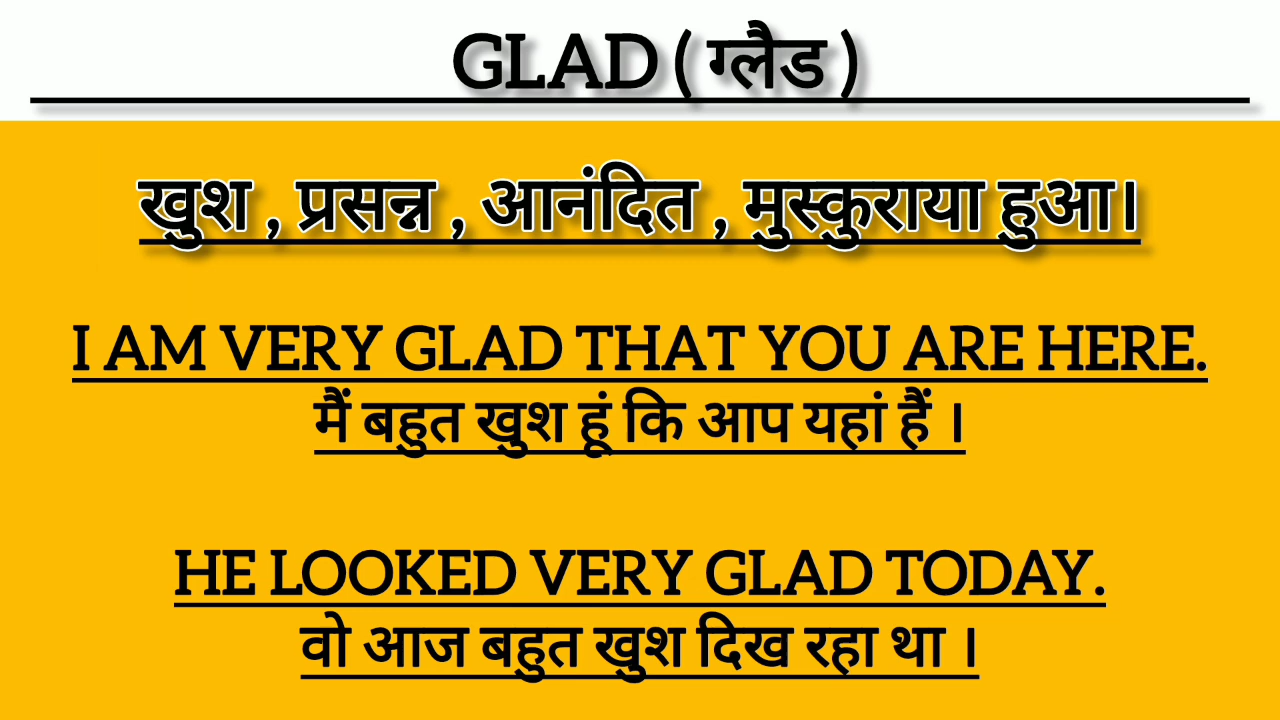 GLAD ( ग्लैड )
खुश , प्रसन्न , आनंदित , मुस्कुराया हुआ।
I AM VERY GLAD THAT YOU ARE HERE.
मैं बहुत खुश हूं कि आप यहां हैं ।
HE LOOKED VERY GLAD TODAY.
वो आज बहुत खुश दिख रहा था ।